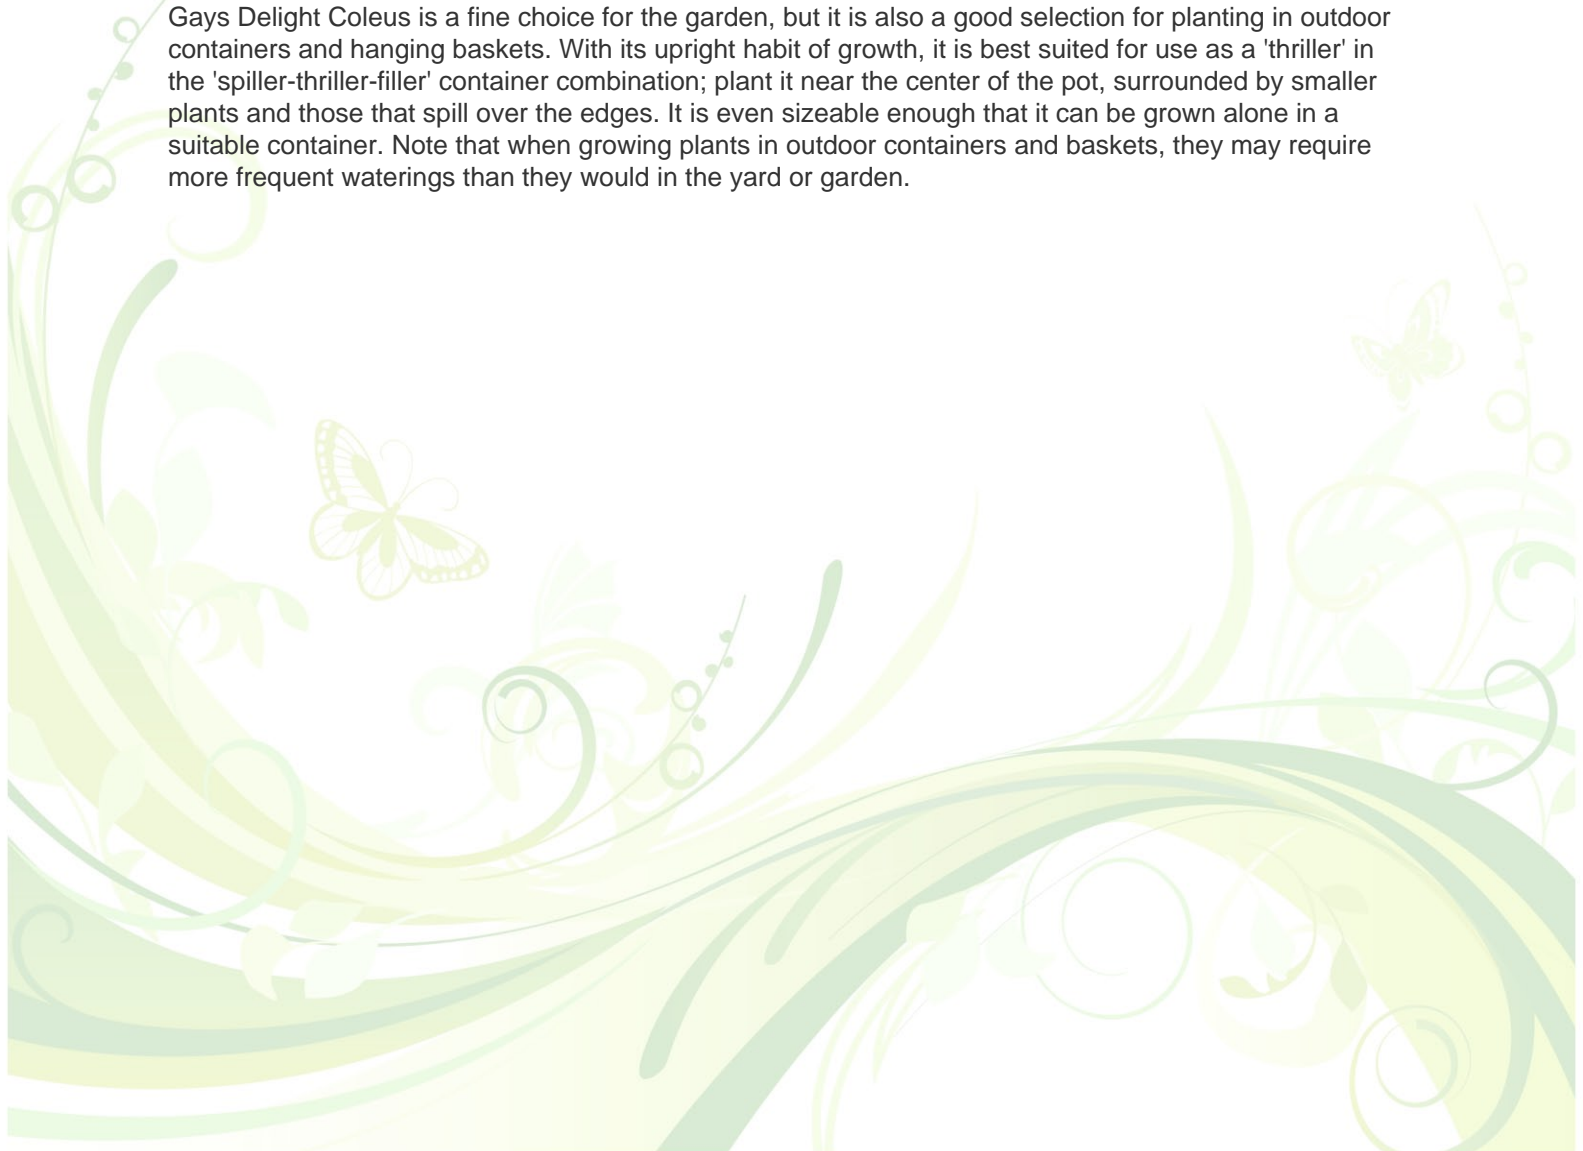 Gays Delight Coleus is a fine choice for the garden, but it is also a good selection for planting in outdoor
containers and hanging baskets. With its upright habit of growth, it is best suited for use as a 'thriller' in
the 'spiller-thriller-filler' container combination; plant it near the center of the pot, surrounded by smaller
plants and those that spill over the edges. It is even sizeable enough that it can be grown alone in a
suitable container. Note that when growing plants in outdoor containers and baskets, they may require
more frequent waterings than they would in the yard or garden.